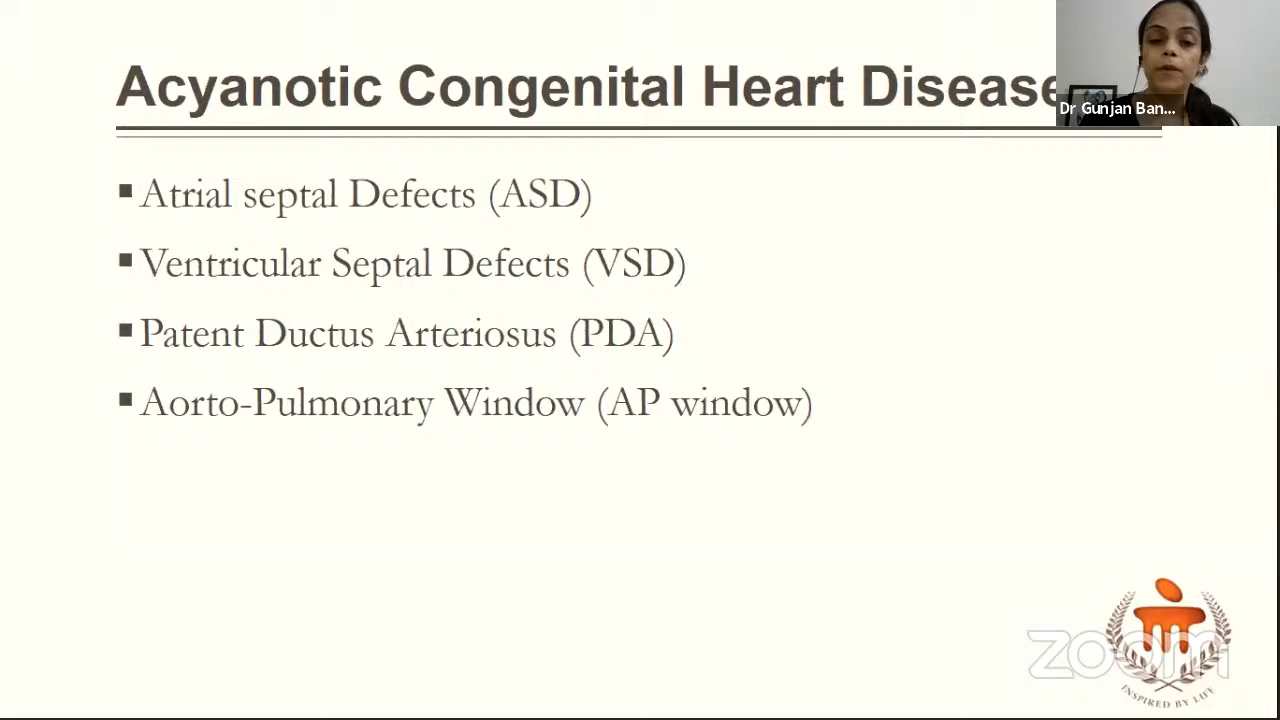 Acyanotic Congenital Heart Disease
Dr Gunjan Ban...
▪Atrial septal Defects (ASD)
▪Ventricular Septal Defects (VSD)
▪Patent Ductus Arteriosus (PDA)
▪Aorto-Pulmonary Window (AP window)
zoom
INSPIRED BY LIFE